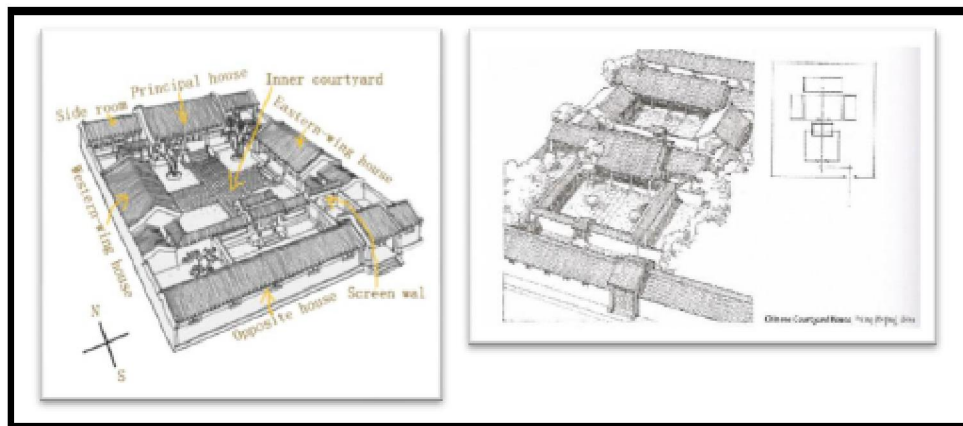 Side room
Principal house
Inner courtyard
Eastern-wing house
Western-wing house
Opposite house
Screen wal
N
S
Chinese Courtyard House